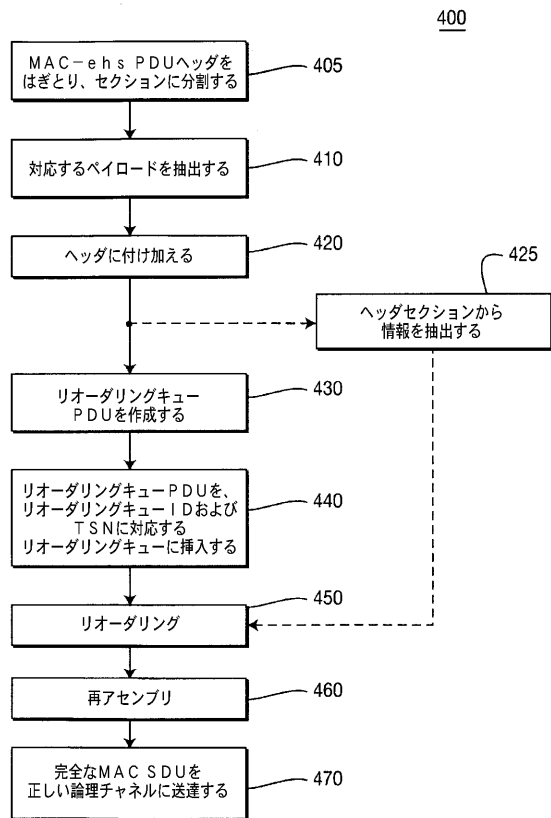 400
MAC-ehs PDUヘッダを
はぎとり、セクションに分割する
405
対応するペイロードを抽出する
410
ヘッダに付け加える
420
425
ヘッダセクションから
情報を抽出する
リオーダリングキュー
PDUを作成する
430
リオーダリングキューPDUを、
リオーダリングキューIDおよび
TSNに対応する
リオーダリングキューに挿入する
440
リオーダリング
450
再アセンブリ
460
完全なMAC SDUを
正しい論理チャネルに送達する
470